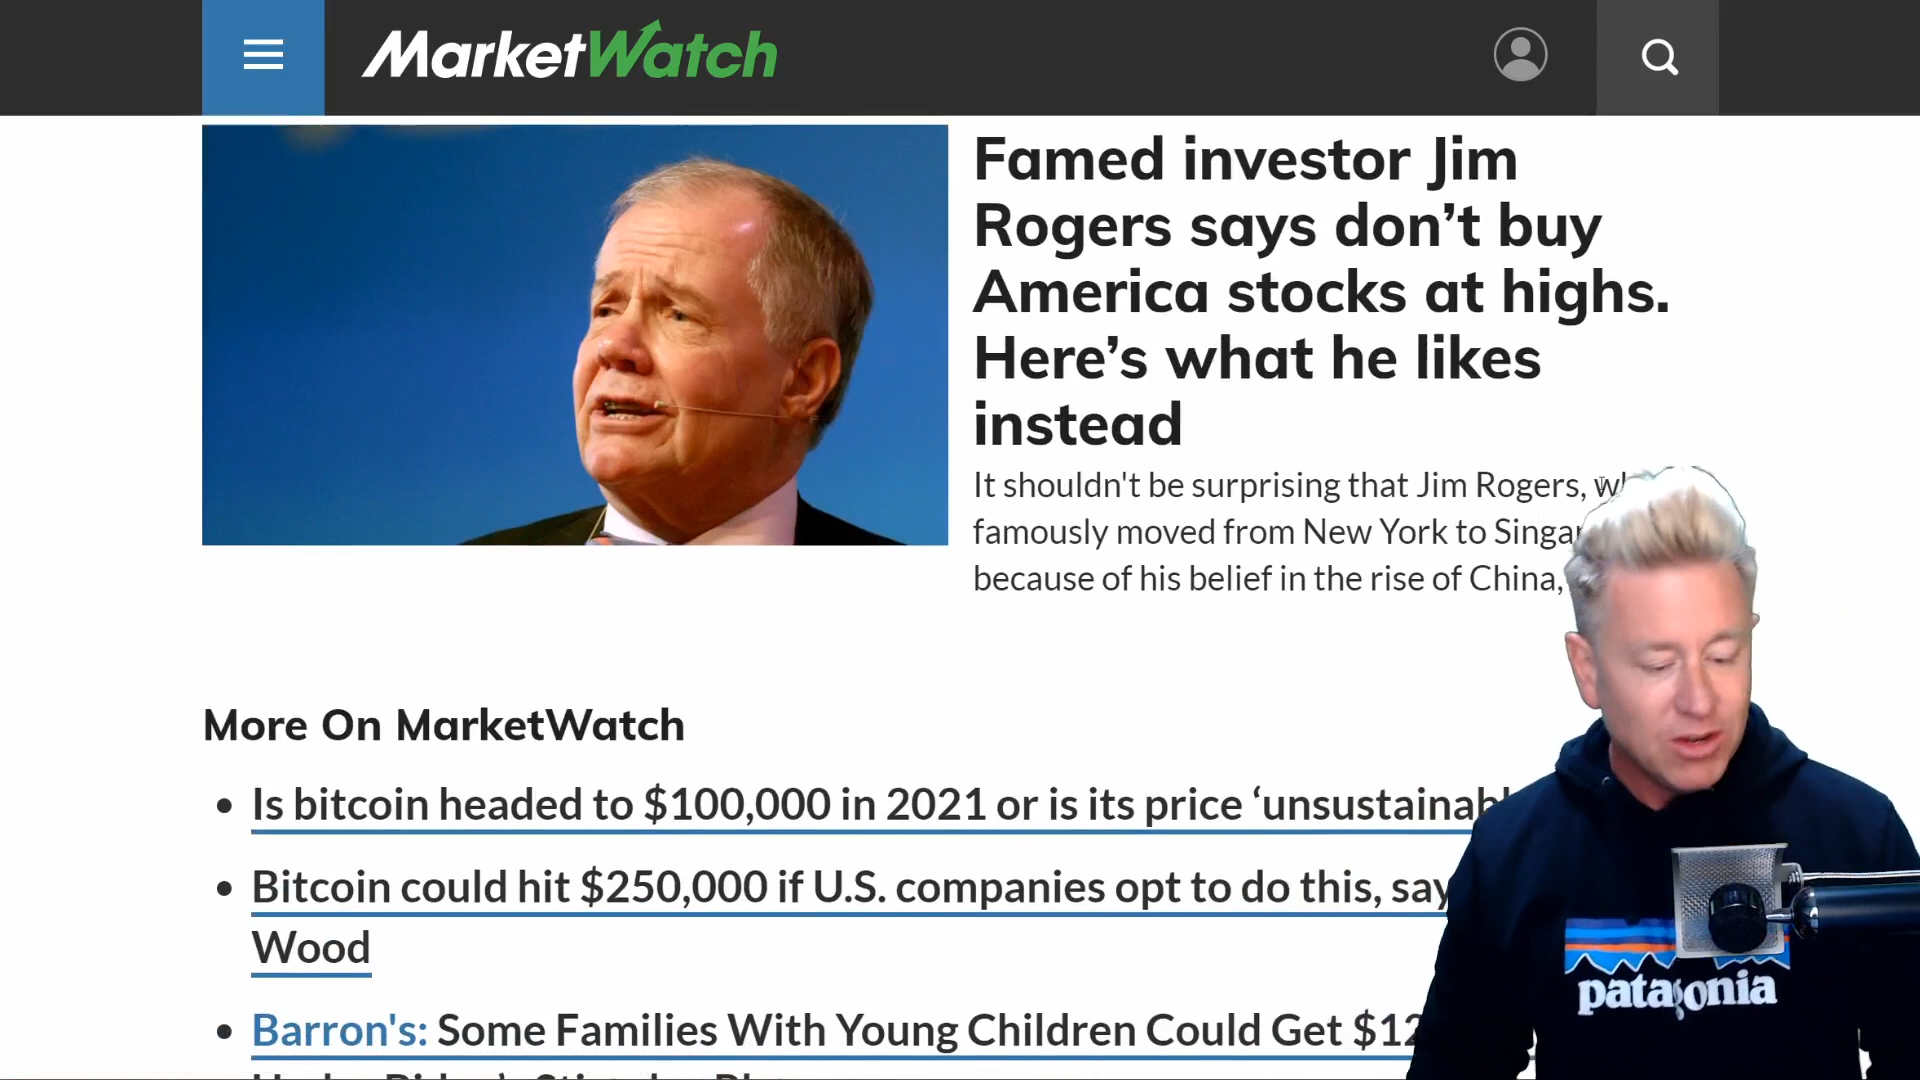 MarketWatch
Famed investor Jim
Rogers says don’t buy
America stocks at highs.
Here’s what he likes
instead
It shouldn't be surprising that Jim Rogers,
famously moved from New York to
because of his belief in the rise of China,
More On MarketWatch
Is bitcoin headed to $100,000 in 2021 or is its price
Bitcoin could hit $250,000 if U.S. companies opt to do this,
Wood
Barron's: Some Families With Young Children Could Get
patagonia